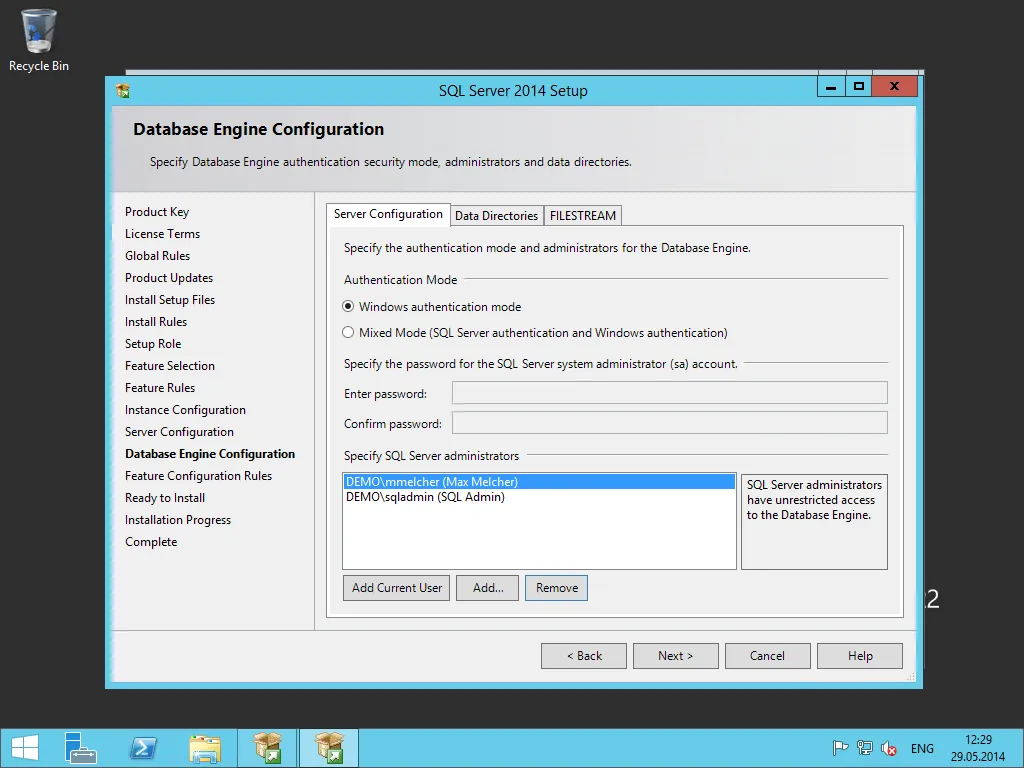 Recycle Bin
SQL Server 2014 Setup
Database Engine Configuration
Specify Database Engine authentication security mode, administrators and data directories.
Product Key
License Terms
Global Rules
Product Updates
Install Setup Files
Install Rules
Setup Role
Feature Selection
Feature Rules
Instance Configuration
Server Configuration
Database Engine Configuration
Feature Configuration Rules
Ready to Install
Installation Progress
Complete
Server Configuration Data Directories FILESTREAM
Specify the authentication mode and administrators for the Database Engine.
Authentication Mode
Windows authentication mode
Mixed Mode (SQL Server authentication and Windows authentication)
Specify the password for the SQL Server system administrator (sa) account.
Enter password:
Confirm password:
Specify SQL Server administrators
DEMO\mmelcher (Max Melcher)
DEMO\sqladmin (SQL Admin)
SQL Server administrators
have unrestricted access
to the Database Engine.
Add Current User Add... Remove
< Back Next > Cancel Help
ENG
12:29
29.05.2014